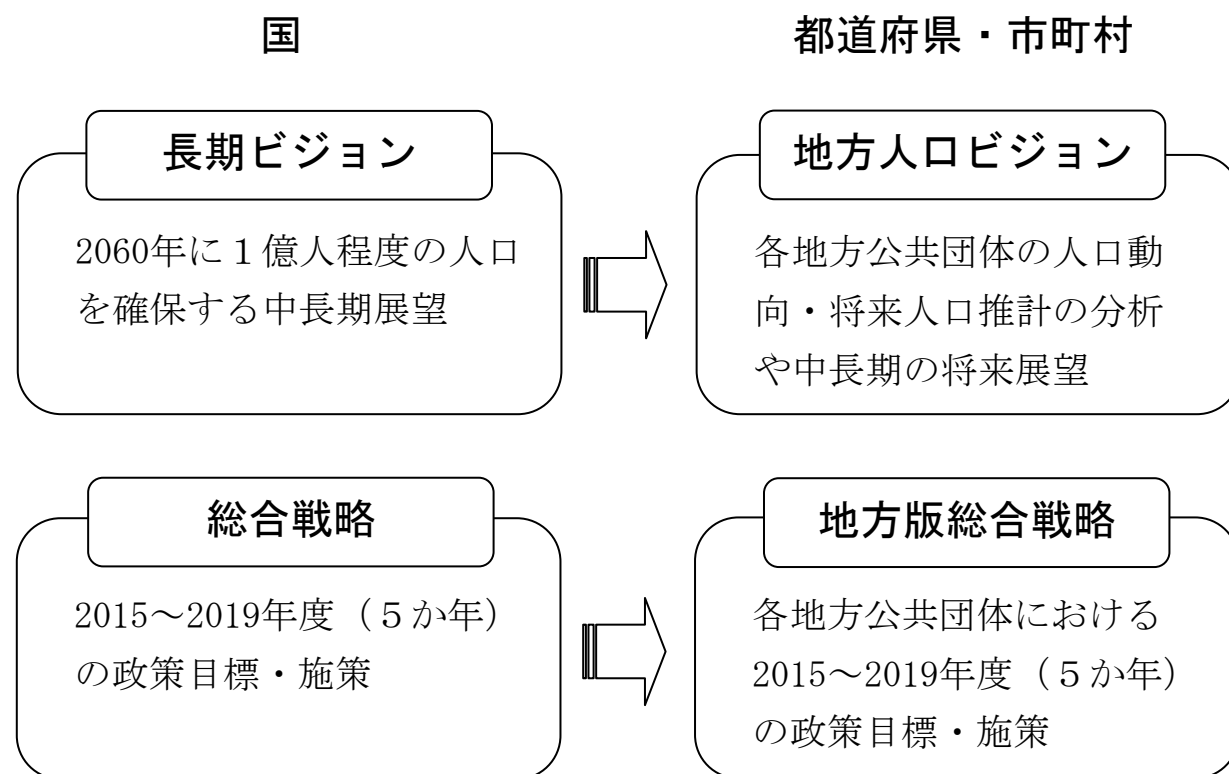 国
都道府県・市町村
長期ビジョン
2060年に１億人程度の人口
を確保する中長期展望
地方人口ビジョン
各地方公共団体の人口動
向・将来人口推計の分析
や中長期の将来展望
総合戦略
2015～2019年度（５か年）
の政策目標・施策
地方版総合戦略
各地方公共団体における
2015～2019年度（５か年）
の政策目標・施策